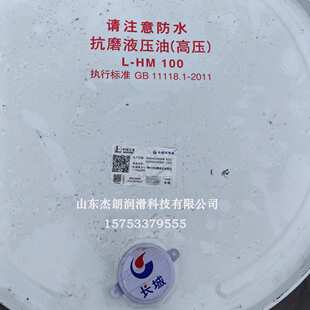 请注意防水
抗磨液压油(高压)
L-HM 100
执行标准 GB 11118.1-2011
山东杰朗润滑科技有限公司
15753379555
长城